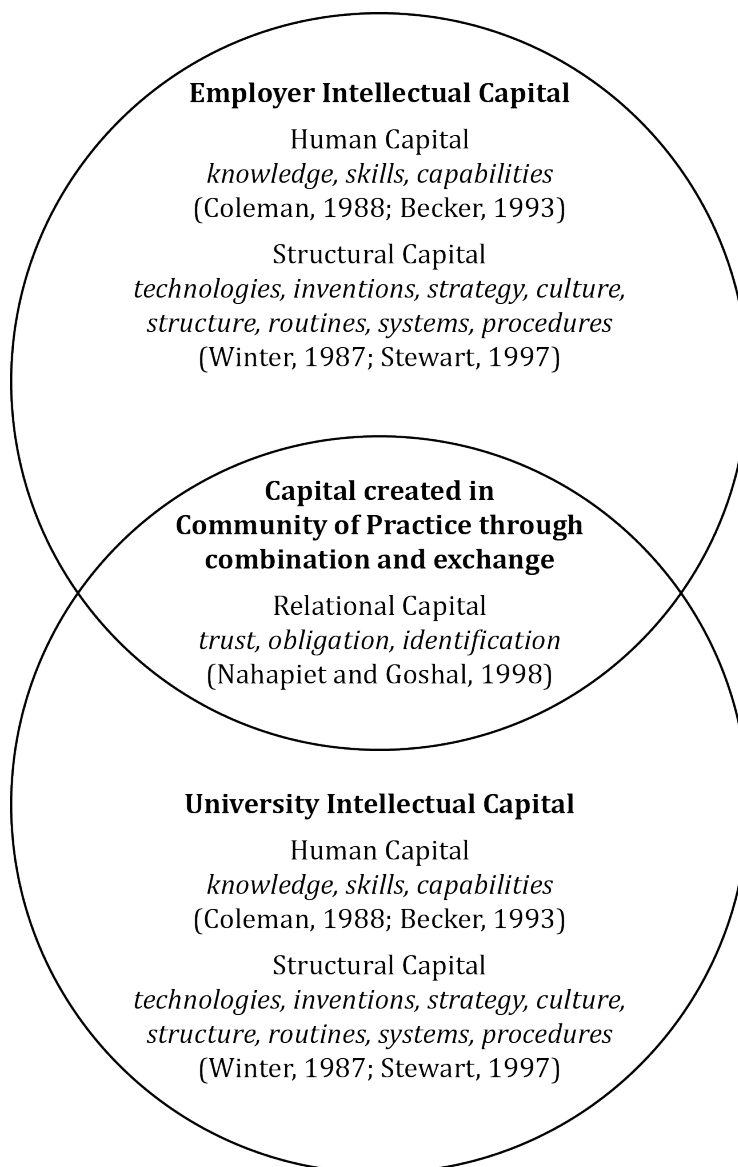 Employer Intellectual Capital
Human Capital
knowledge, skills, capabilities
(Coleman, 1988; Becker, 1993)
Structural Capital
technologies, inventions, strategy, culture,
structure, routines, systems, procedures
(Winter, 1987; Stewart, 1997)
Capital created in
Community of Practice through
combination and exchange
Relational Capital
trust, obligation, identification
(Nahapiet and Goshal, 1998)
University Intellectual Capital
Human Capital
knowledge, skills, capabilities
(Coleman, 1988; Becker, 1993)
Structural Capital
technologies, inventions, strategy, culture,
structure, routines, systems, procedures
(Winter, 1987; Stewart, 1997)